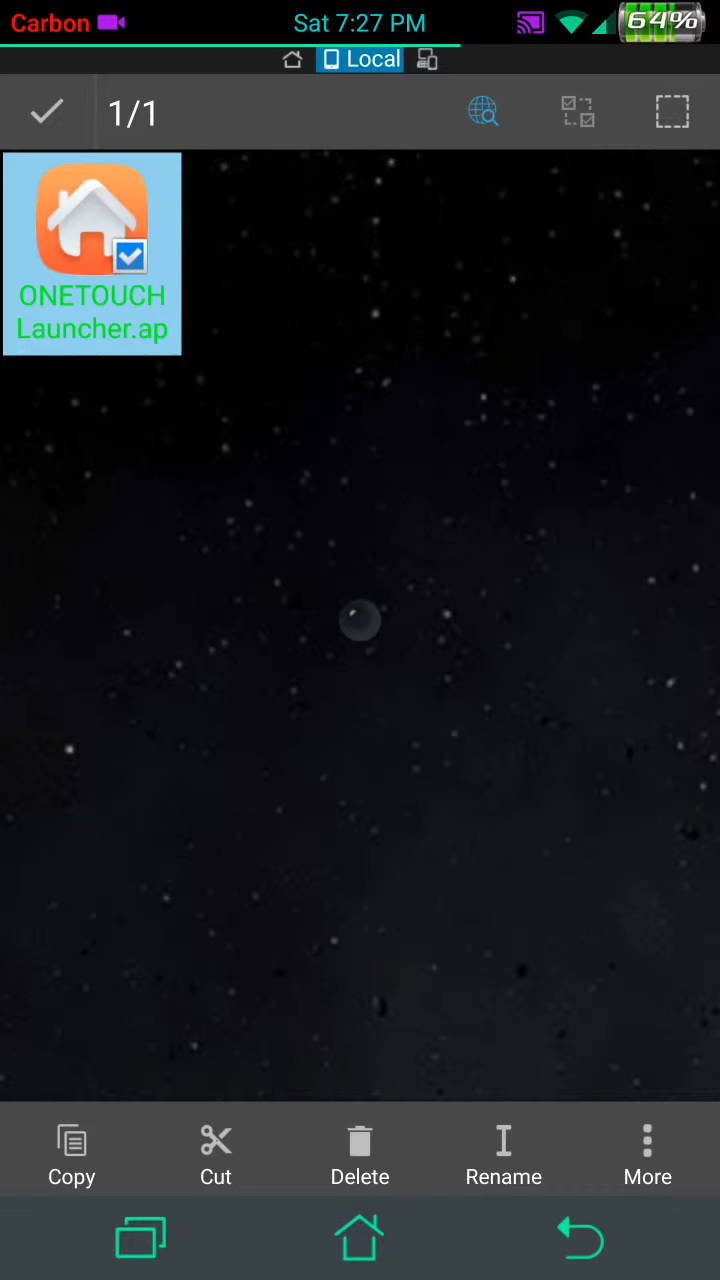 Carbon Sat 7:27 PM 64%
Local
1/1
ONETOUCH
Launcher.ap
Copy Cut Delete Rename More